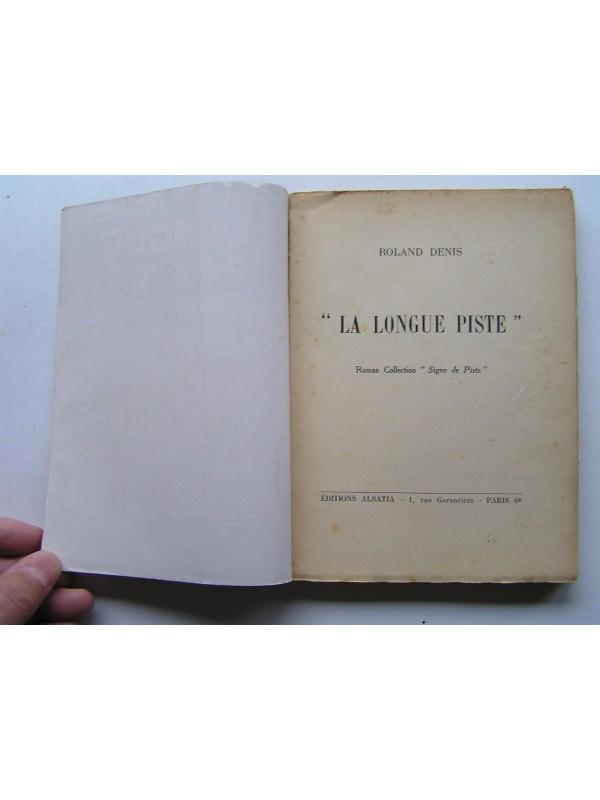 ROLAND DENIS
" LA LONGUE PISTE "
Roman Collection " Signe de Piste "
ÉDITIONS ALSATIA - 1, rue Garancière - PARIS 6e